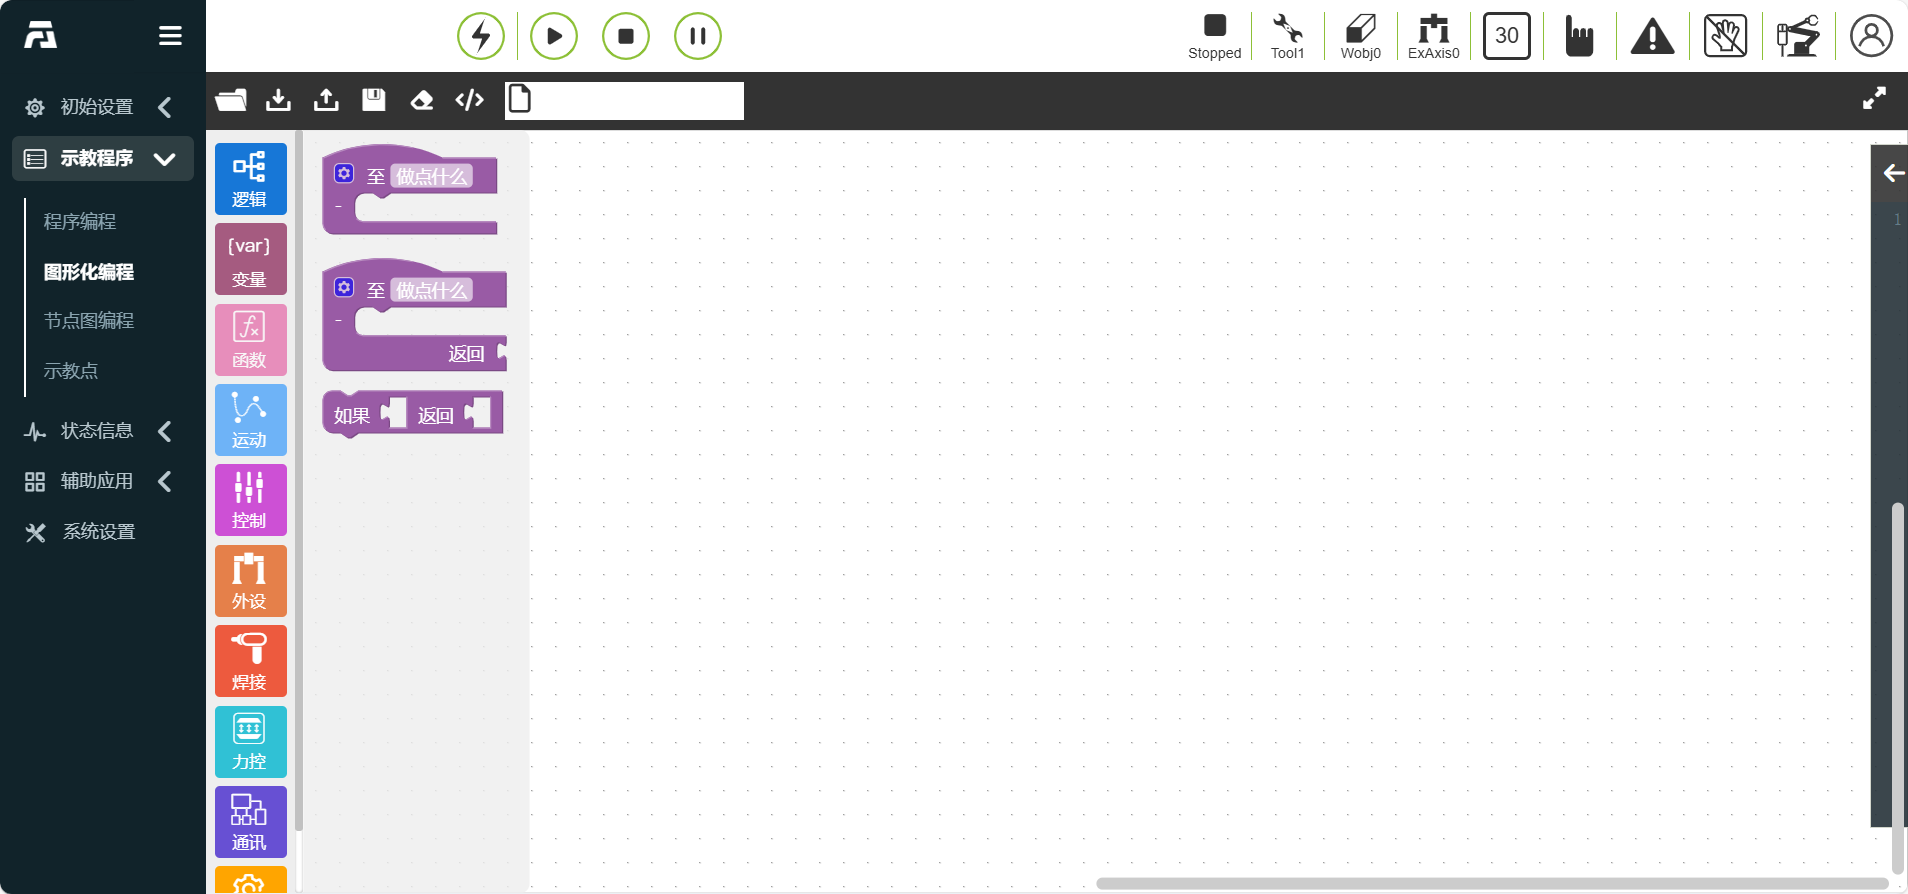 Stopped
Tool1
Wobj0
ExAxis0
30
初始设置
示教程序
程序编程
图形化编程
节点图编程
示教点
状态信息
辅助应用
系统设置
逻辑
{var}
变量
fx
函数
运动
控制
外设
焊接
力控
通讯
至 做点什么
-
至 做点什么
-
返回
如果 返回
1